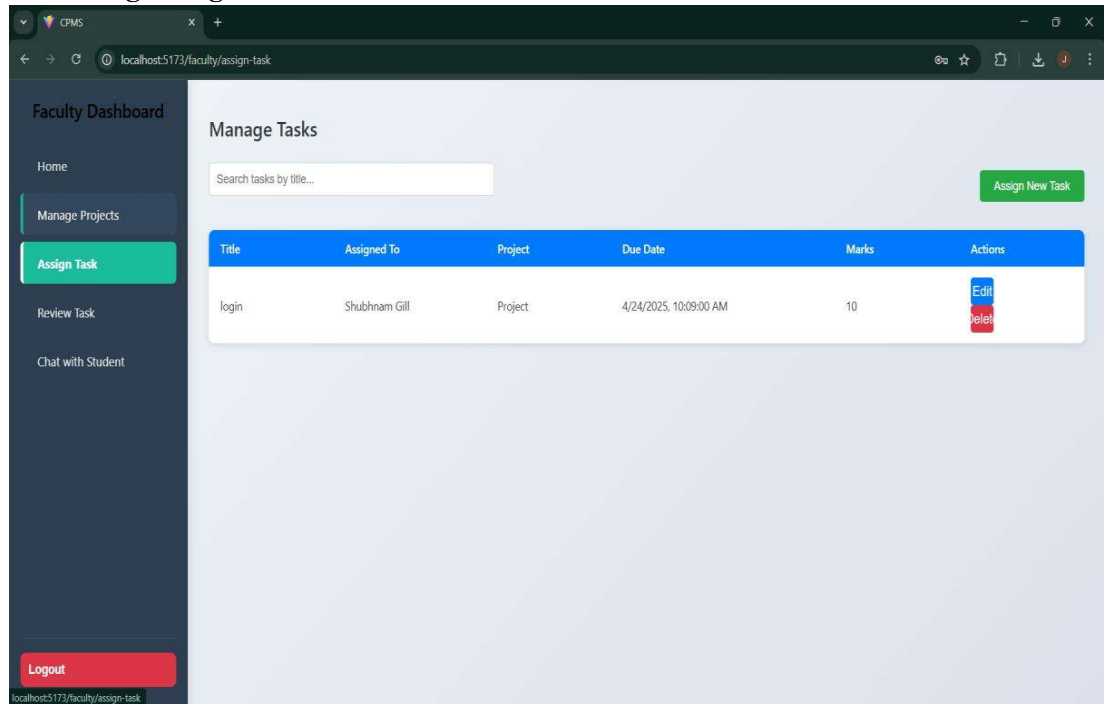 CPMS
localhost:5173/faculty/assign-task
J
Faculty Dashboard
Home
Manage Projects
Assign Task
Review Task
Chat with Student
Logout
localhost:5173/faculty/assign-task
Manage Tasks
Search tasks by title...
Assign New Task
Title Assigned To Project Due Date Marks Actions
login Shubhnam Gill Project 4/24/2025, 10:09:00 AM 10 Edit
Delet